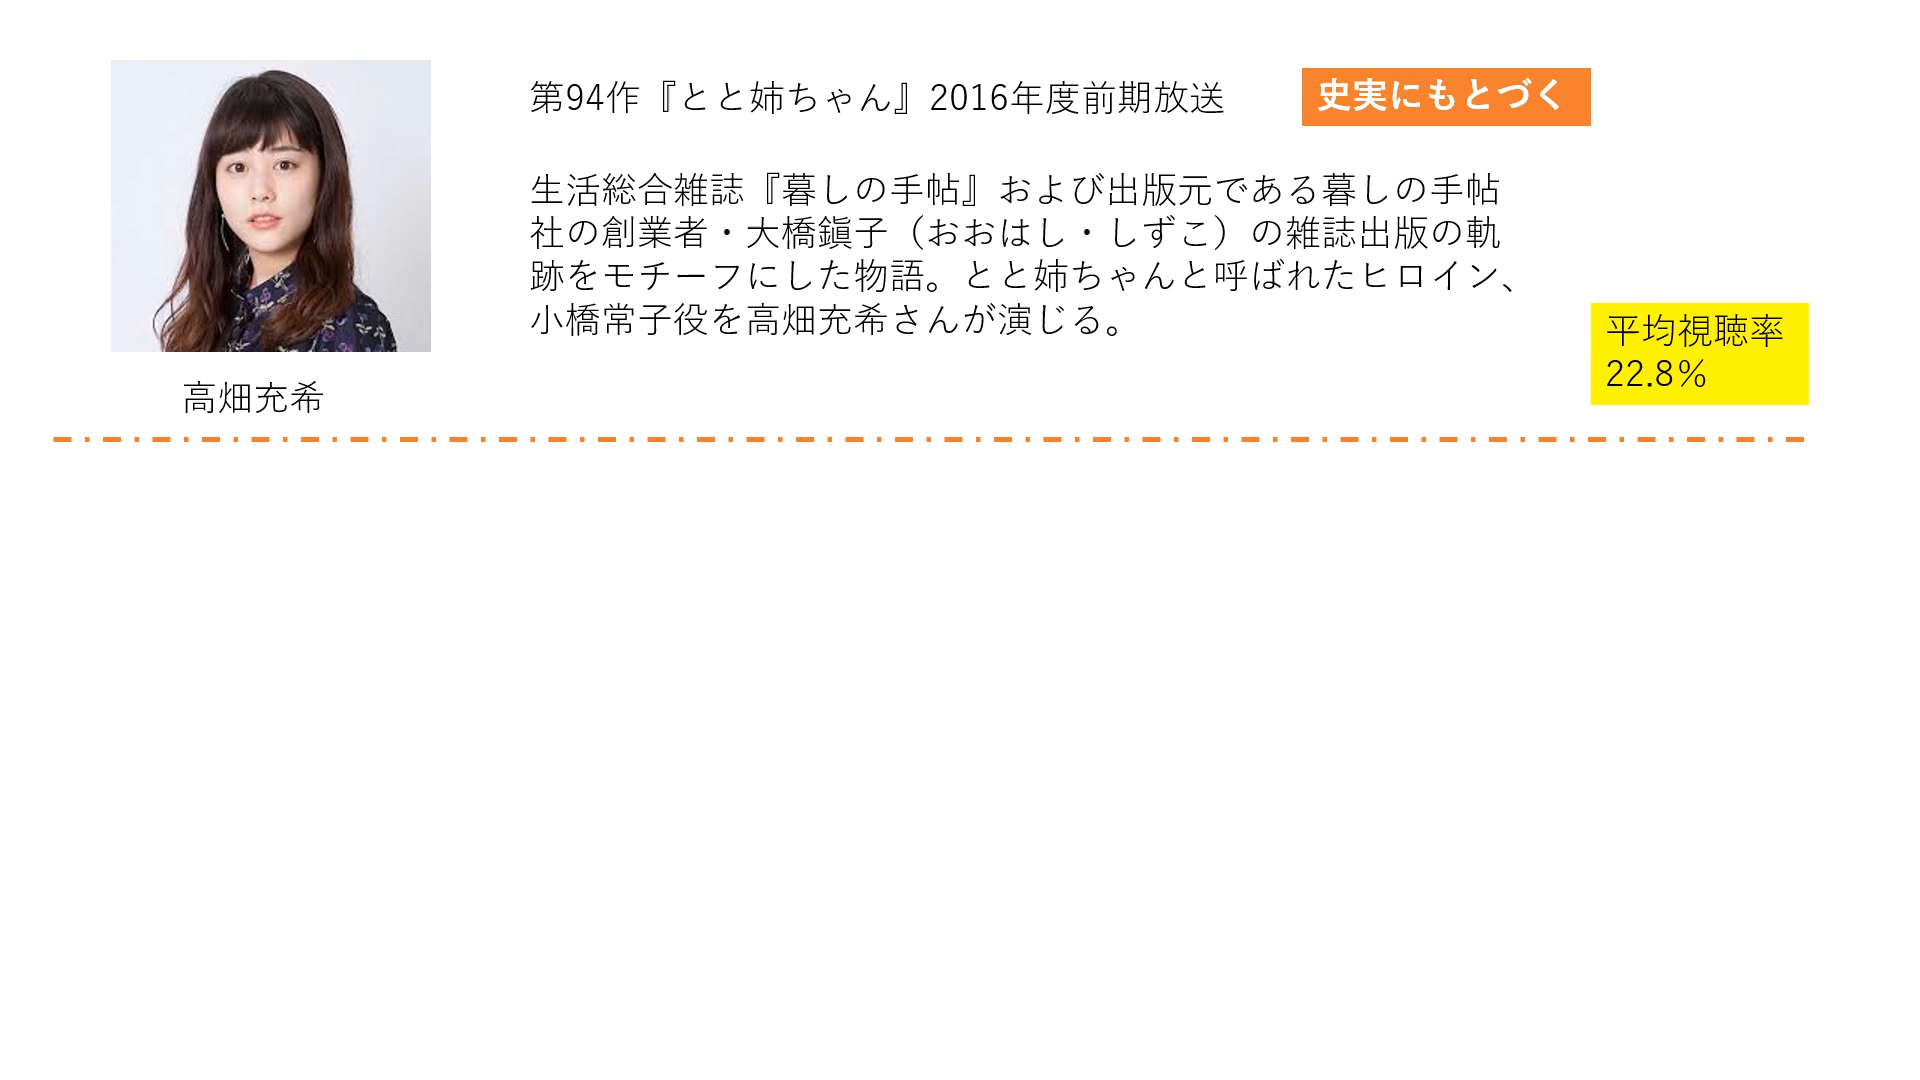 第94作『とと姉ちゃん』2016年度前期放送
史実にもとづく
生活総合雑誌『暮しの手帖』および出版元である暮しの手帖
社の創業者・大橋鎭子（おおはし・しずこ）の雑誌出版の軌
跡をモチーフにした物語。とと姉ちゃんと呼ばれたヒロイン、
小橋常子役を高畑充希さんが演じる。
平均視聴率
22.8％
高畑充希